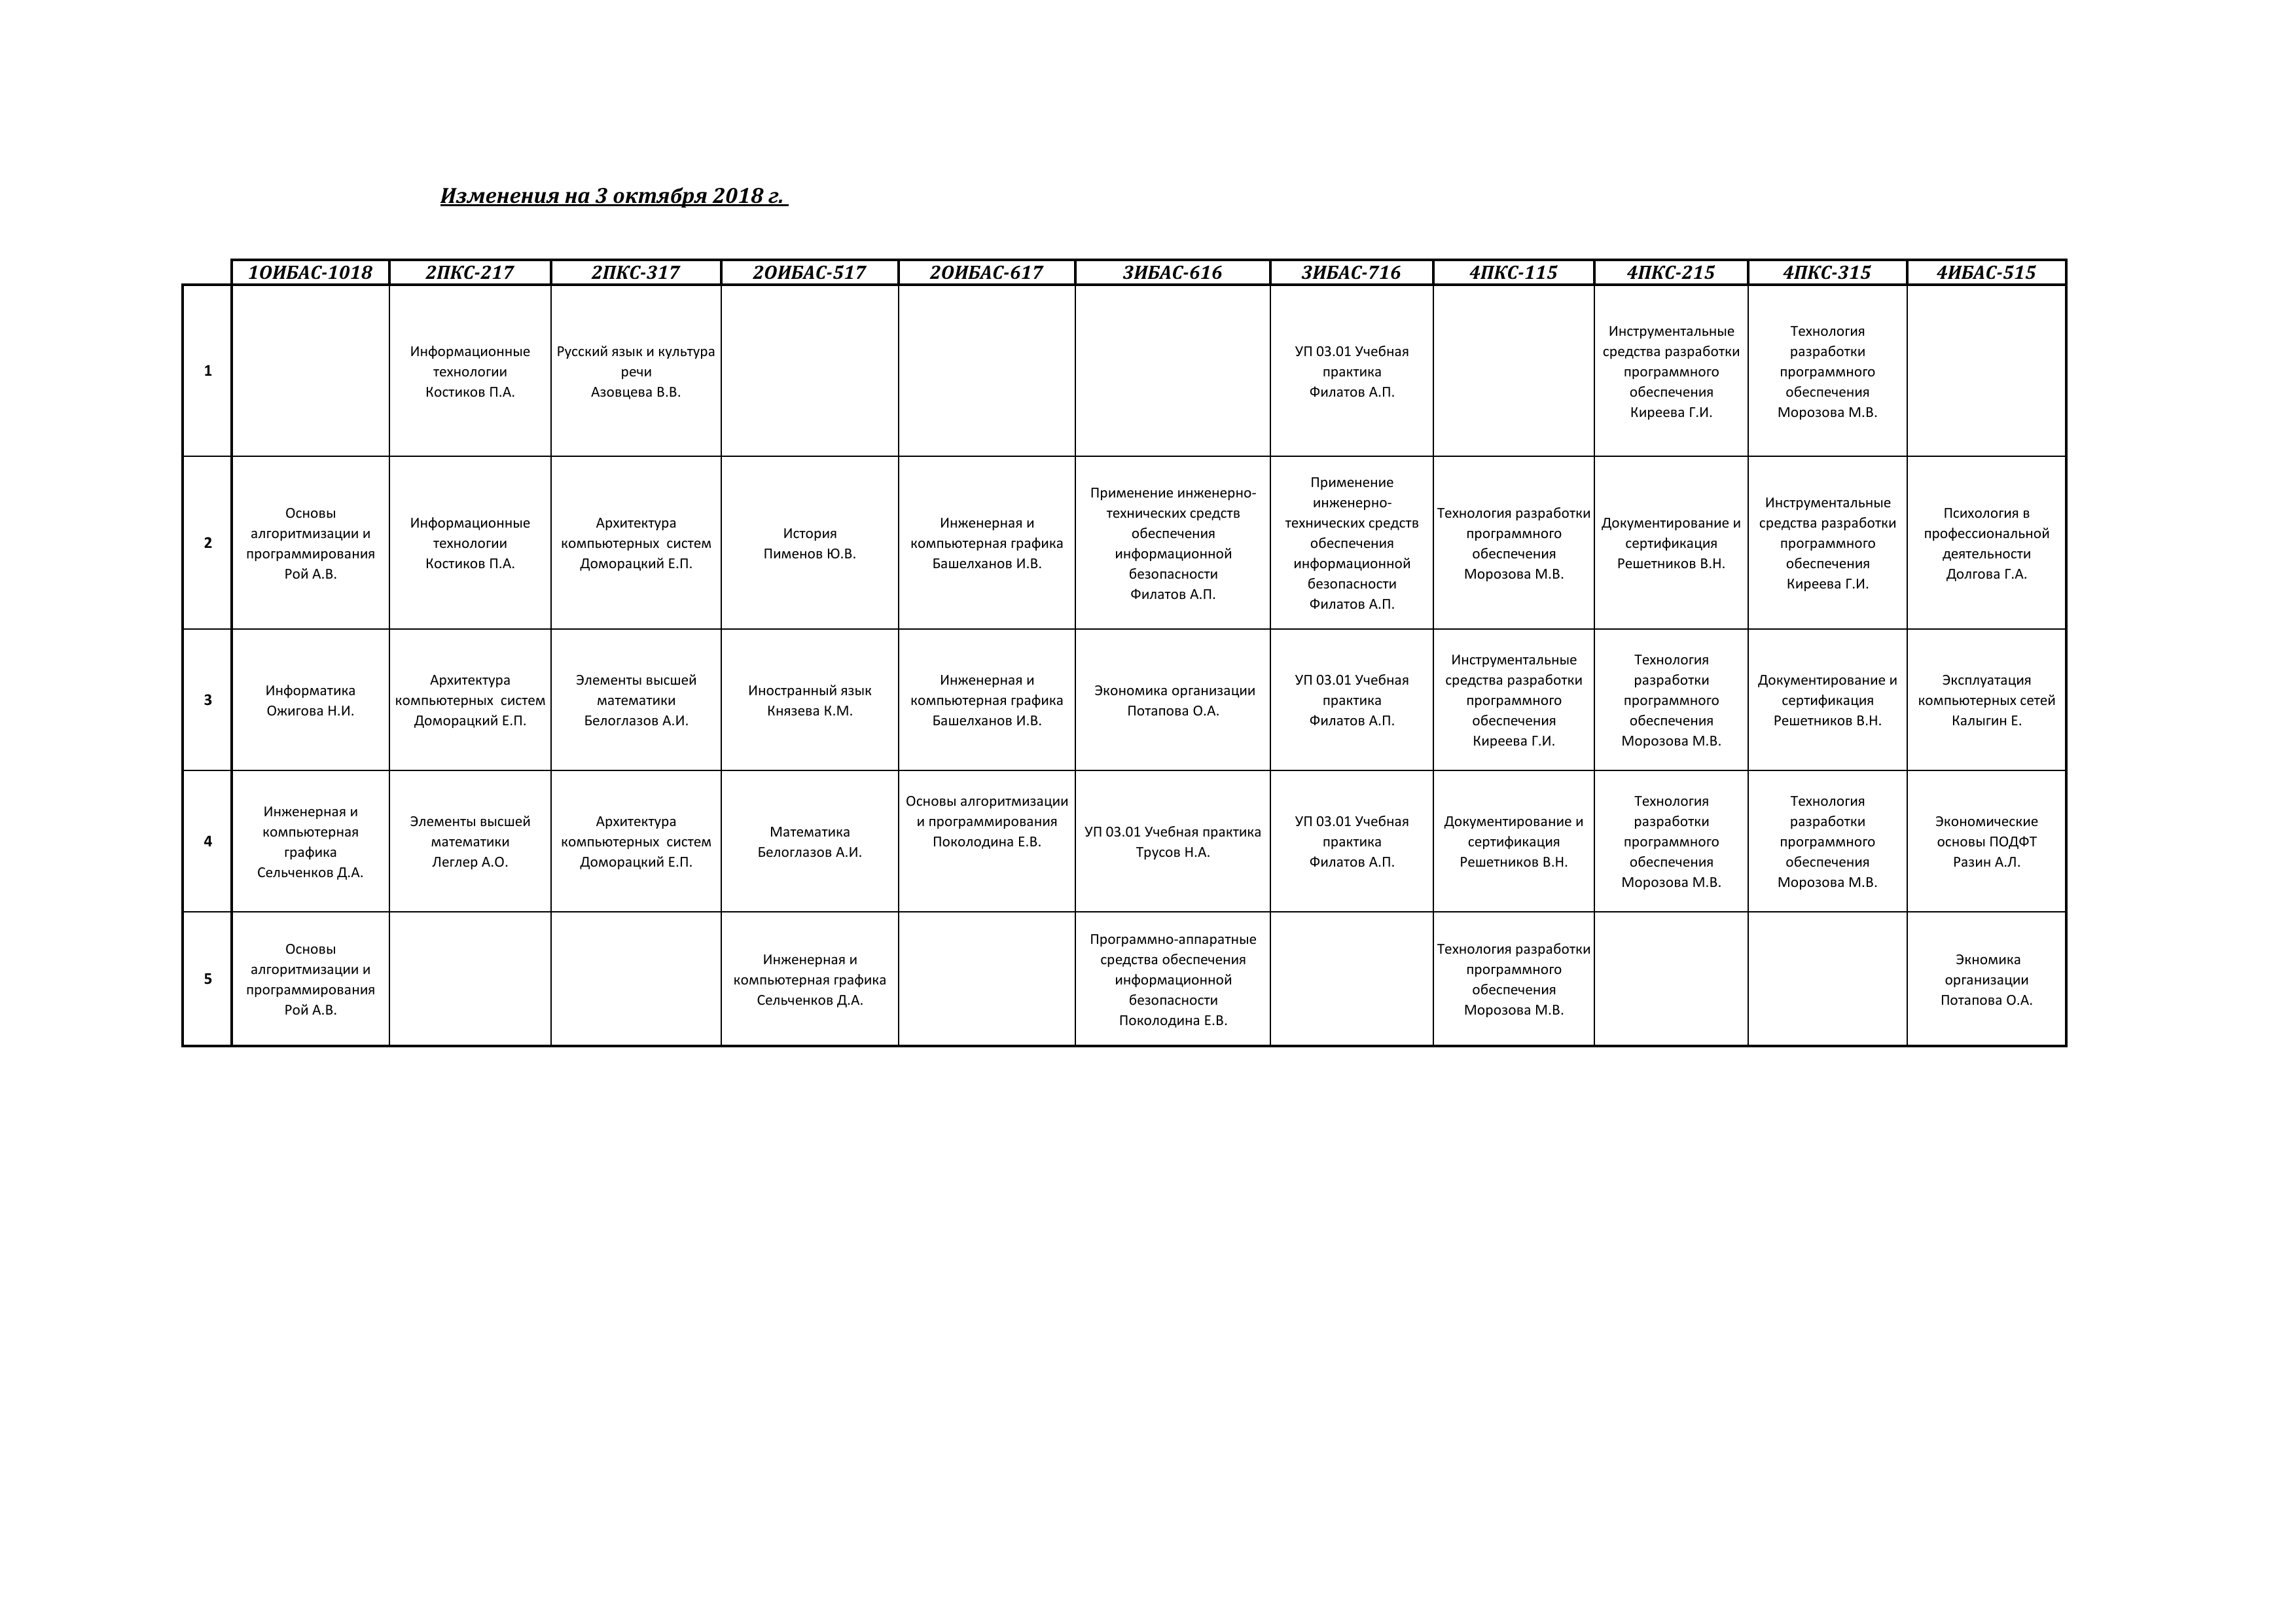 Изменения на 3 октября 2018 г.
1ОИБАС-1018 2ПКС-217 2ПКС-317 2ОИБАС-517 2ОИБАС-617 3ИБАС-616 3ИБАС-716 4ПКС-115 4ПКС-215 4ПКС-315 4ИБАС-515
1
Информационные
технологии
Костиков П.А.
Русский язык и культура
речи
Азовцева В.В.
УП 03.01 Учебная
практика
Филатов А.П.
Инструментальные
средства разработки
программного
обеспечения
Киреева Г.И.
Технология
разработки
программного
обеспечения
Морозова М.В.
2
Основы
алгоритмизации и
программирования
Рой А.В.
Информационные
технологии
Костиков П.А.
Архитектура
компьютерных  систем
Доморацкий Е.П.
История
Пименов Ю.В.
Инженерная и
компьютерная графика
Башелханов И.В.
Применение инженерно-
технических средств
обеспечения
информационной
безопасности
Филатов А.П.
Применение
инженерно-
технических средств
обеспечения
информационной
безопасности
Филатов А.П.
Технология разработки
программного
обеспечения
Морозова М.В.
Документирование и
сертификация
Решетников В.Н.
Инструментальные
средства разработки
программного
обеспечения
Киреева Г.И.
Психология в
профессиональной
деятельности
Долгова Г.А.
3
Информатика
Ожигова Н.И.
Архитектура
компьютерных  систем
Доморацкий Е.П.
Элементы высшей
математики
Белоглазов А.И.
Иностранный язык
Князева К.М.
Инженерная и
компьютерная графика
Башелханов И.В.
Экономика организации
Потапова О.А.
УП 03.01 Учебная
практика
Филатов А.П.
Инструментальные
средства разработки
программного
обеспечения
Киреева Г.И.
Технология
разработки
программного
обеспечения
Морозова М.В.
Документирование и
сертификация
Решетников В.Н.
Эксплуатация
компьютерных сетей
Калыгин Е.
4
Инженерная и
компьютерная
графика
Сельченков Д.А.
Элементы высшей
математики
Леглер А.О.
Архитектура
компьютерных  систем
Доморацкий Е.П.
Математика
Белоглазов А.И.
Основы алгоритмизации
и программирования
Поколодина Е.В.
УП 03.01 Учебная практика
Трусов Н.А.
УП 03.01 Учебная
практика
Филатов А.П.
Документирование и
сертификация
Решетников В.Н.
Технология
разработки
программного
обеспечения
Морозова М.В.
Технология
разработки
программного
обеспечения
Морозова М.В.
Экономические
основы ПОДФТ
Разин А.Л.
5
Основы
алгоритмизации и
программирования
Рой А.В.
Инженерная и
компьютерная графика
Сельченков Д.А.
Программно-аппаратные
средства обеспечения
информационной
безопасности
Поколодина Е.В.
Технология разработки
программного
обеспечения
Морозова М.В.
Экномика
организации
Потапова О.А.